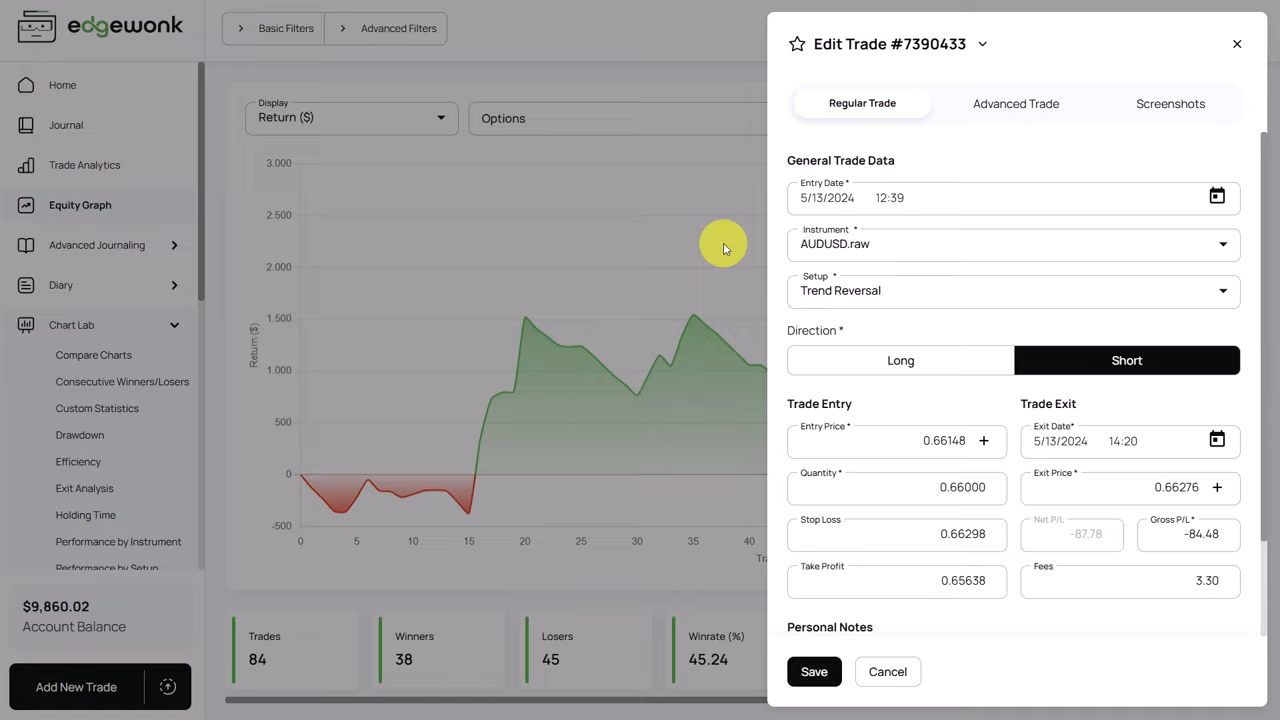 edgewonk
Basic Filters
Advanced Filters
Home
Journal
Trade Analytics
Equity Graph
Advanced Journaling
Diary
Chart Lab
Compare Charts
Consecutive Winners/Losers
Custom Statistics
Drawdown
Efficiency
Exit Analysis
Holding Time
Performance by Instrument
Performance by Setup
$9,860.02
Account Balance
Add New Trade
Display
Return ($)
Options
Return ($)
3.000
2.500
2.000
1.500
1.000
500
0
-500
0 5 10 15 20 25 30 35 40
Trades
84
Winners
38
Losers
45
Winrate (%)
45.24
Edit Trade #7390433
Regular Trade
Advanced Trade
Screenshots
General Trade Data
Entry Date *
5/13/2024 12:39
Instrument *
AUDUSD.raw
Setup *
Trend Reversal
Direction *
Long
Short
Trade Entry
Trade Exit
Entry Price *
0.66148
Exit Date*
5/13/2024 14:20
Quantity *
0.66000
Exit Price *
0.66276
Stop Loss
0.66298
Net P/L
-87.78
Gross P/L *
-84.48
Take Profit
0.65638
Fees
3.30
Personal Notes
Save
Cancel